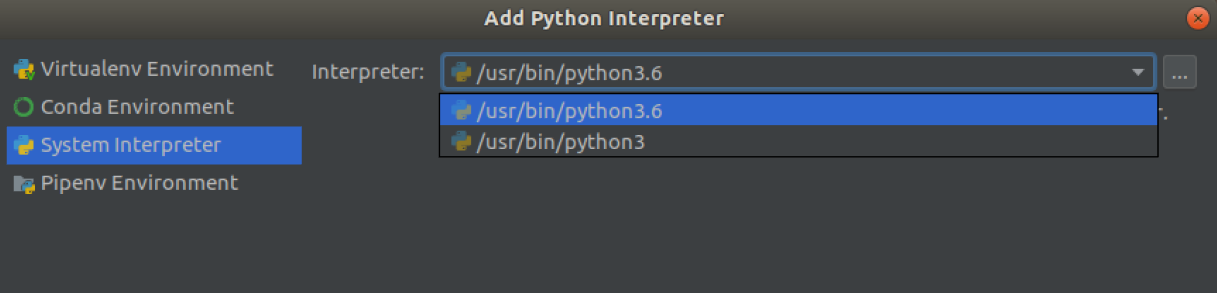 Add Python Interpreter
Virtualenv Environment
Conda Environment
System Interpreter
Pipenv Environment
Interpreter: /usr/bin/python3.6 ...
/usr/bin/python3.6
/usr/bin/python3